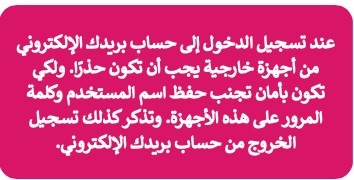 عند تسجيل الدخول إلى حساب بريدك الإلكتروني
من أجهزة خارجية يجب أن تكون حذرًا. ولكي
تكون بأمان تجنب حفظ اسم المستخدم وكلمة
المرور على هذه الأجهزة. وتذكر كذلك تسجيل
الخروج من حساب بريدك الإلكتروني.